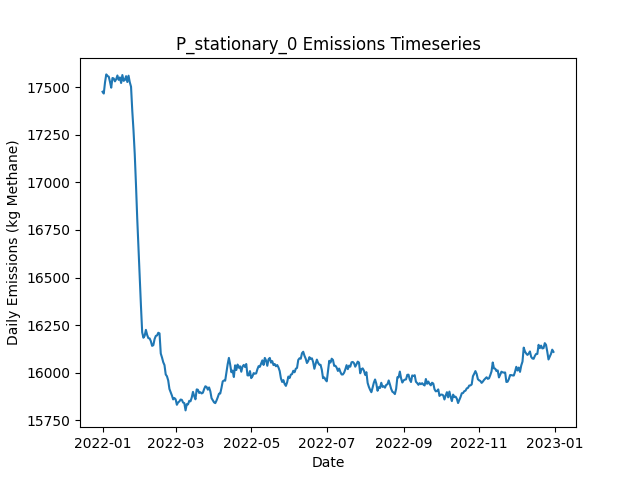 P_stationary_0 Emissions Timeseries
Daily Emissions (kg Methane)
17500
17250
17000
16750
16500
16250
16000
15750
2022-01 2022-03 2022-05 2022-07 2022-09 2022-11 2023-01
Date